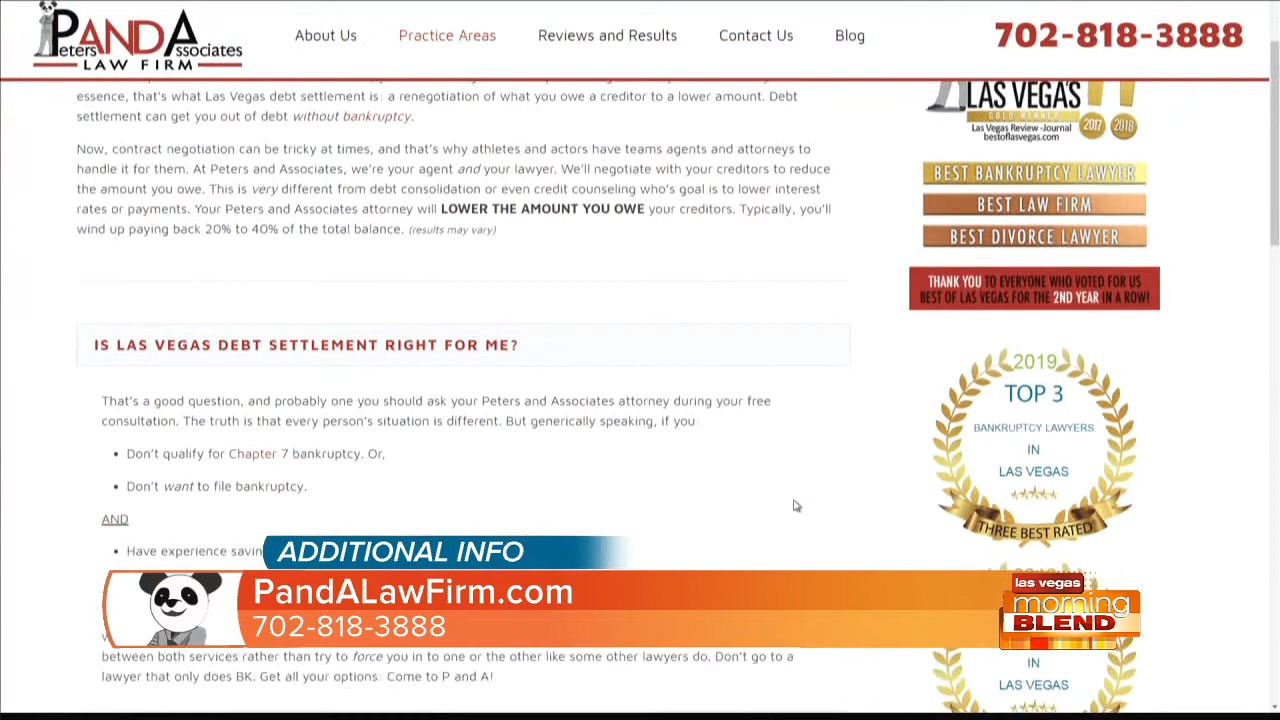 PANDA
Peters Associates
LAW FIRM
About Us
Practice Areas
Reviews and Results
Contact Us
Blog
702-818-3888
essence, that's what Las Vegas debt settlement is: a renegotiation of what you owe a creditor to a lower amount. Debt
settlement can get you out of debt without bankruptcy.
Now, contract negotiation can be tricky at times, and that's why athletes and actors have teams agents and attorneys to
handle it for them. At Peters and Associates, we're your agent and your lawyer. We'll negotiate with your creditors to reduce
the amount you owe. This is very different from debt consolidation or even credit counseling who's goal is to lower interest
rates or payments. Your Peters and Associates attorney will LOWER THE AMOUNT YOU OWE your creditors. Typically, you'll
wind up paying back 20% to 40% of the total balance. (results may vary)
IS LAS VEGAS DEBT SETTLEMENT RIGHT FOR ME?
That's a good question, and probably one you should ask your Peters and Associates attorney during your free
consultation. The truth is that every person's situation is different. But generically speaking, if you:
• Don't qualify for Chapter 7 bankruptcy. Or,
• Don't want to file bankruptcy.
AND
• Have experience savin
between both services rather than try to force you in to one or the other like some other lawyers do. Don't go to a
lawyer that only does BK. Get all your options: Come to P and A!
LAS VEGAS'S
GOLD WINNER
Las Vegas Review-Journal
bestoflasvegas.com
2017
2018
BEST BANKRUPTCY LAWYER
BEST LAW FIRM
BEST DIVORCE LAWYER
THANK YOU TO EVERYONE WHO VOTED FOR US
BEST OF LAS VEGAS FOR THE 2ND YEAR IN A ROW!
2019
TOP 3
BANKRUPTCY LAWYERS
IN
LAS VEGAS
THREE BEST RATED
IN
LAS VEGAS
ADDITIONAL INFO
PandALawFirm.com
702-818-3888
las vegas
morning
BLEND